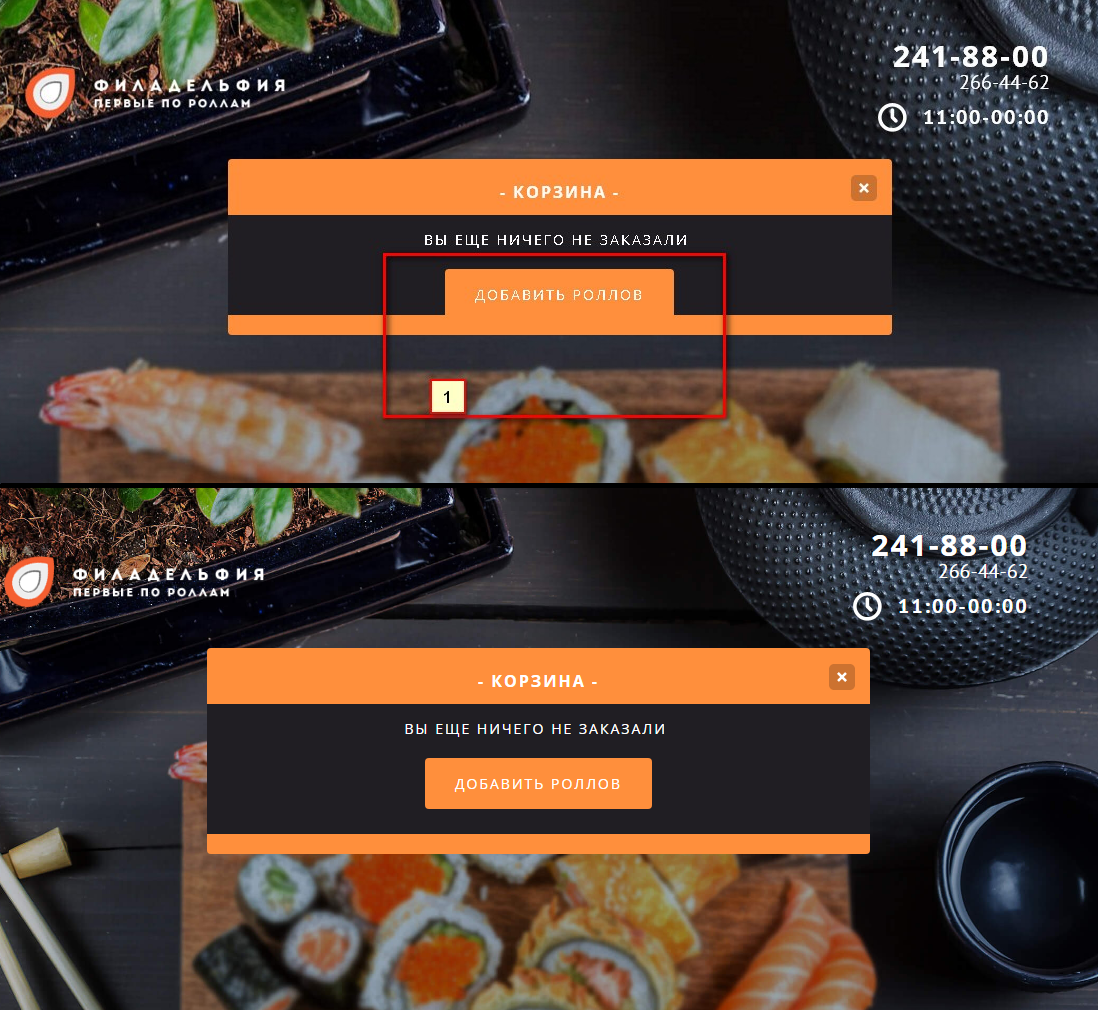 ФИЛАДЕЛЬФИЯ
ПЕРВЫЕ ПО РОЛЛАМ
241-88-00
266-44-62
11:00-00:00
- КОРЗИНА -
×
ВЫ ЕЩЕ НИЧЕГО НЕ ЗАКАЗАЛИ
ДОБАВИТЬ РОЛЛОВ
1
ФИЛАДЕЛЬФИЯ
ПЕРВЫЕ ПО РОЛЛАМ
241-88-00
266-44-62
11:00-00:00
- КОРЗИНА -
×
ВЫ ЕЩЕ НИЧЕГО НЕ ЗАКАЗАЛИ
ДОБАВИТЬ РОЛЛОВ